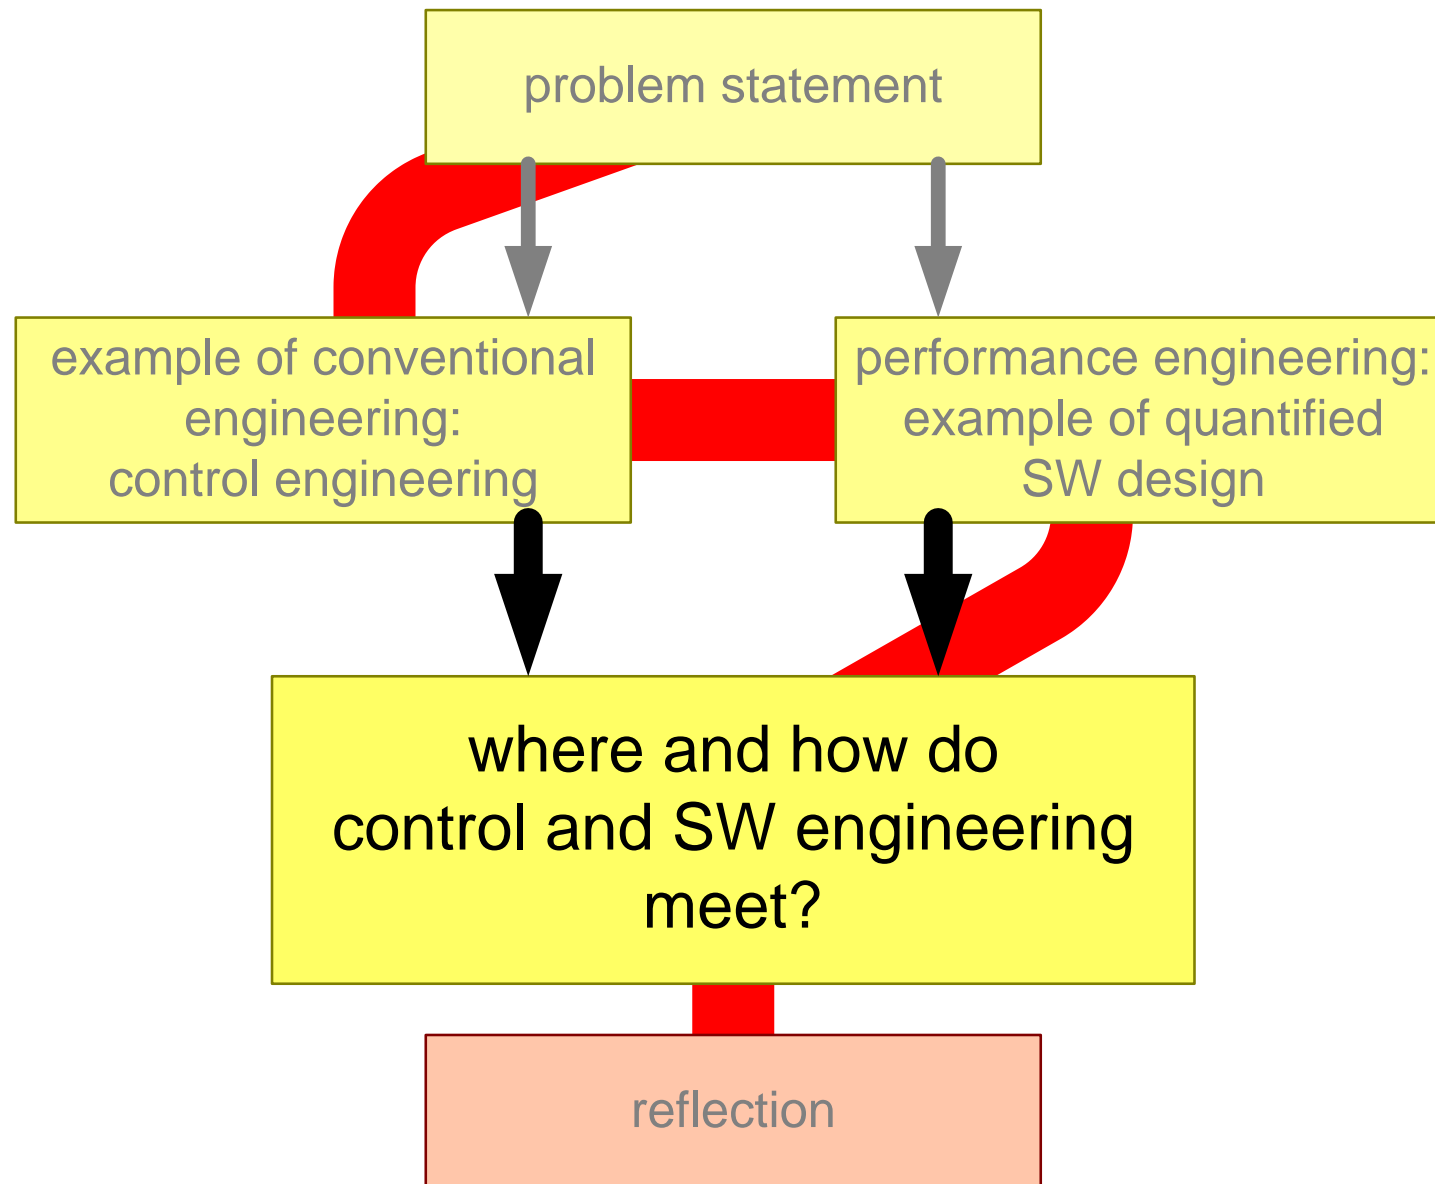 problem statement
example of conventional
engineering:
control engineering
performance engineering:
example of quantified
SW design
where and how do
control and SW engineering
meet?
reflection